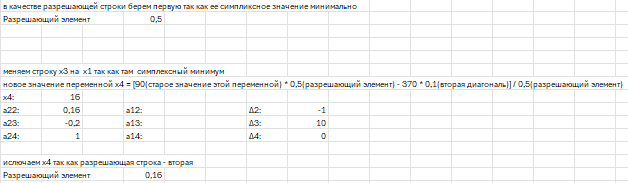 в качестве разрешающей строки берем первую так как ее симпликсное значение минимально
Разрешающий элемент 0,5
меняем строку x3 на x1 так как там симплексный минимум
новое значение переменной x4 = [90(старое значение этой переменной) * 0,5(разрешающий элемент) - 370 * 0,1(вторая диагональ)] / 0,5(разрешающий элемент)
x4: 16
a22: 0,16 a12: Δ2: -1
a23: -0,2 a13: Δ3: 10
a24: 1 a14: Δ4: 0
ислючаем x4 так как разрешающая строка - вторая
Разрешающий элемент 0,16